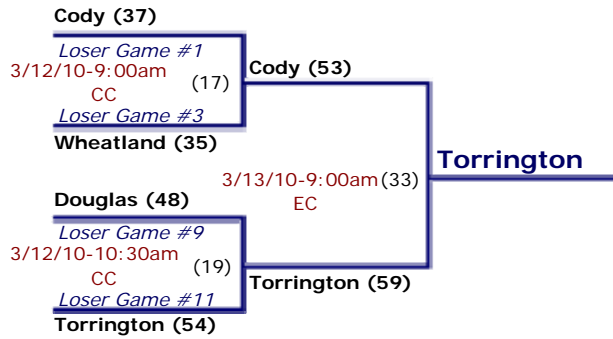 Cody (37)
Loser Game #1
3/12/10-9:00am
(17)
CC
Loser Game #3
Wheatland (35)
Cody (53)
Douglas (48)
Loser Game #9
3/12/10-10:30am
(19)
CC
Loser Game #11
Torrington (54)
3/13/10-9:00am(33)
EC
Torrington (59)
Torrington